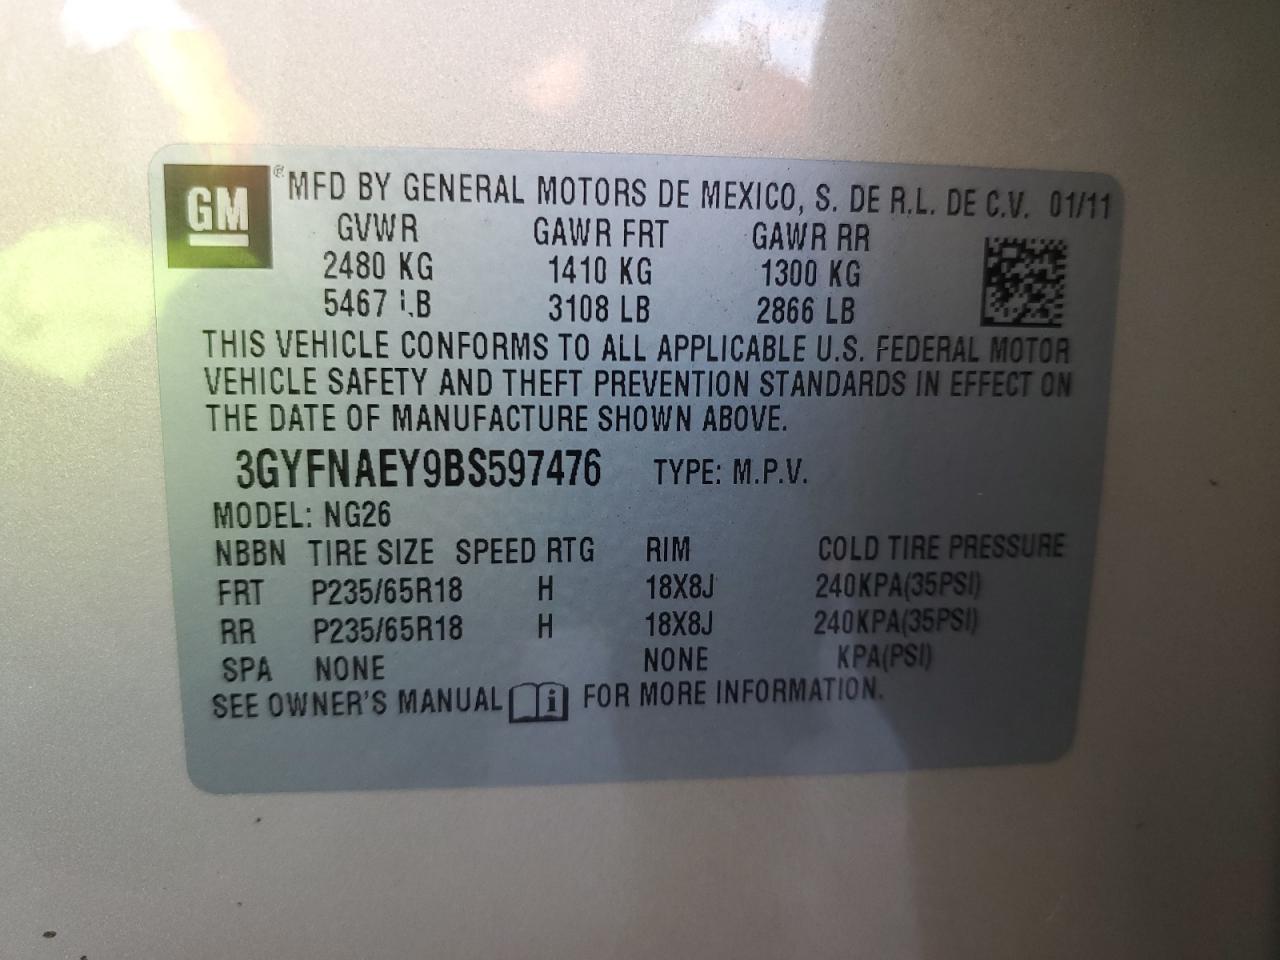 GM
® MFD BY GENERAL MOTORS DE MEXICO, S. DE R.L. DE C.V. 01/11
GVWR GAWR FRT GAWR RR
2480 KG 1410 KG 1300 KG
5467 LB 3108 LB 2866 LB
THIS VEHICLE CONFORMS TO ALL APPLICABLE U.S. FEDERAL MOTOR
VEHICLE SAFETY AND THEFT PREVENTION STANDARDS IN EFFECT ON
THE DATE OF MANUFACTURE SHOWN ABOVE.
3GYFNAEY9BS597476 TYPE: M.P.V.
MODEL: NG26
NBBN TIRE SIZE SPEED RTG RIM COLD TIRE PRESSURE
FRT P235/65R18 H 18X8J 240KPA(35PSI)
RR P235/65R18 H 18X8J 240KPA(35PSI)
SPA NONE NONE KPA(PSI)
SEE OWNER'S MANUAL i FOR MORE INFORMATION.